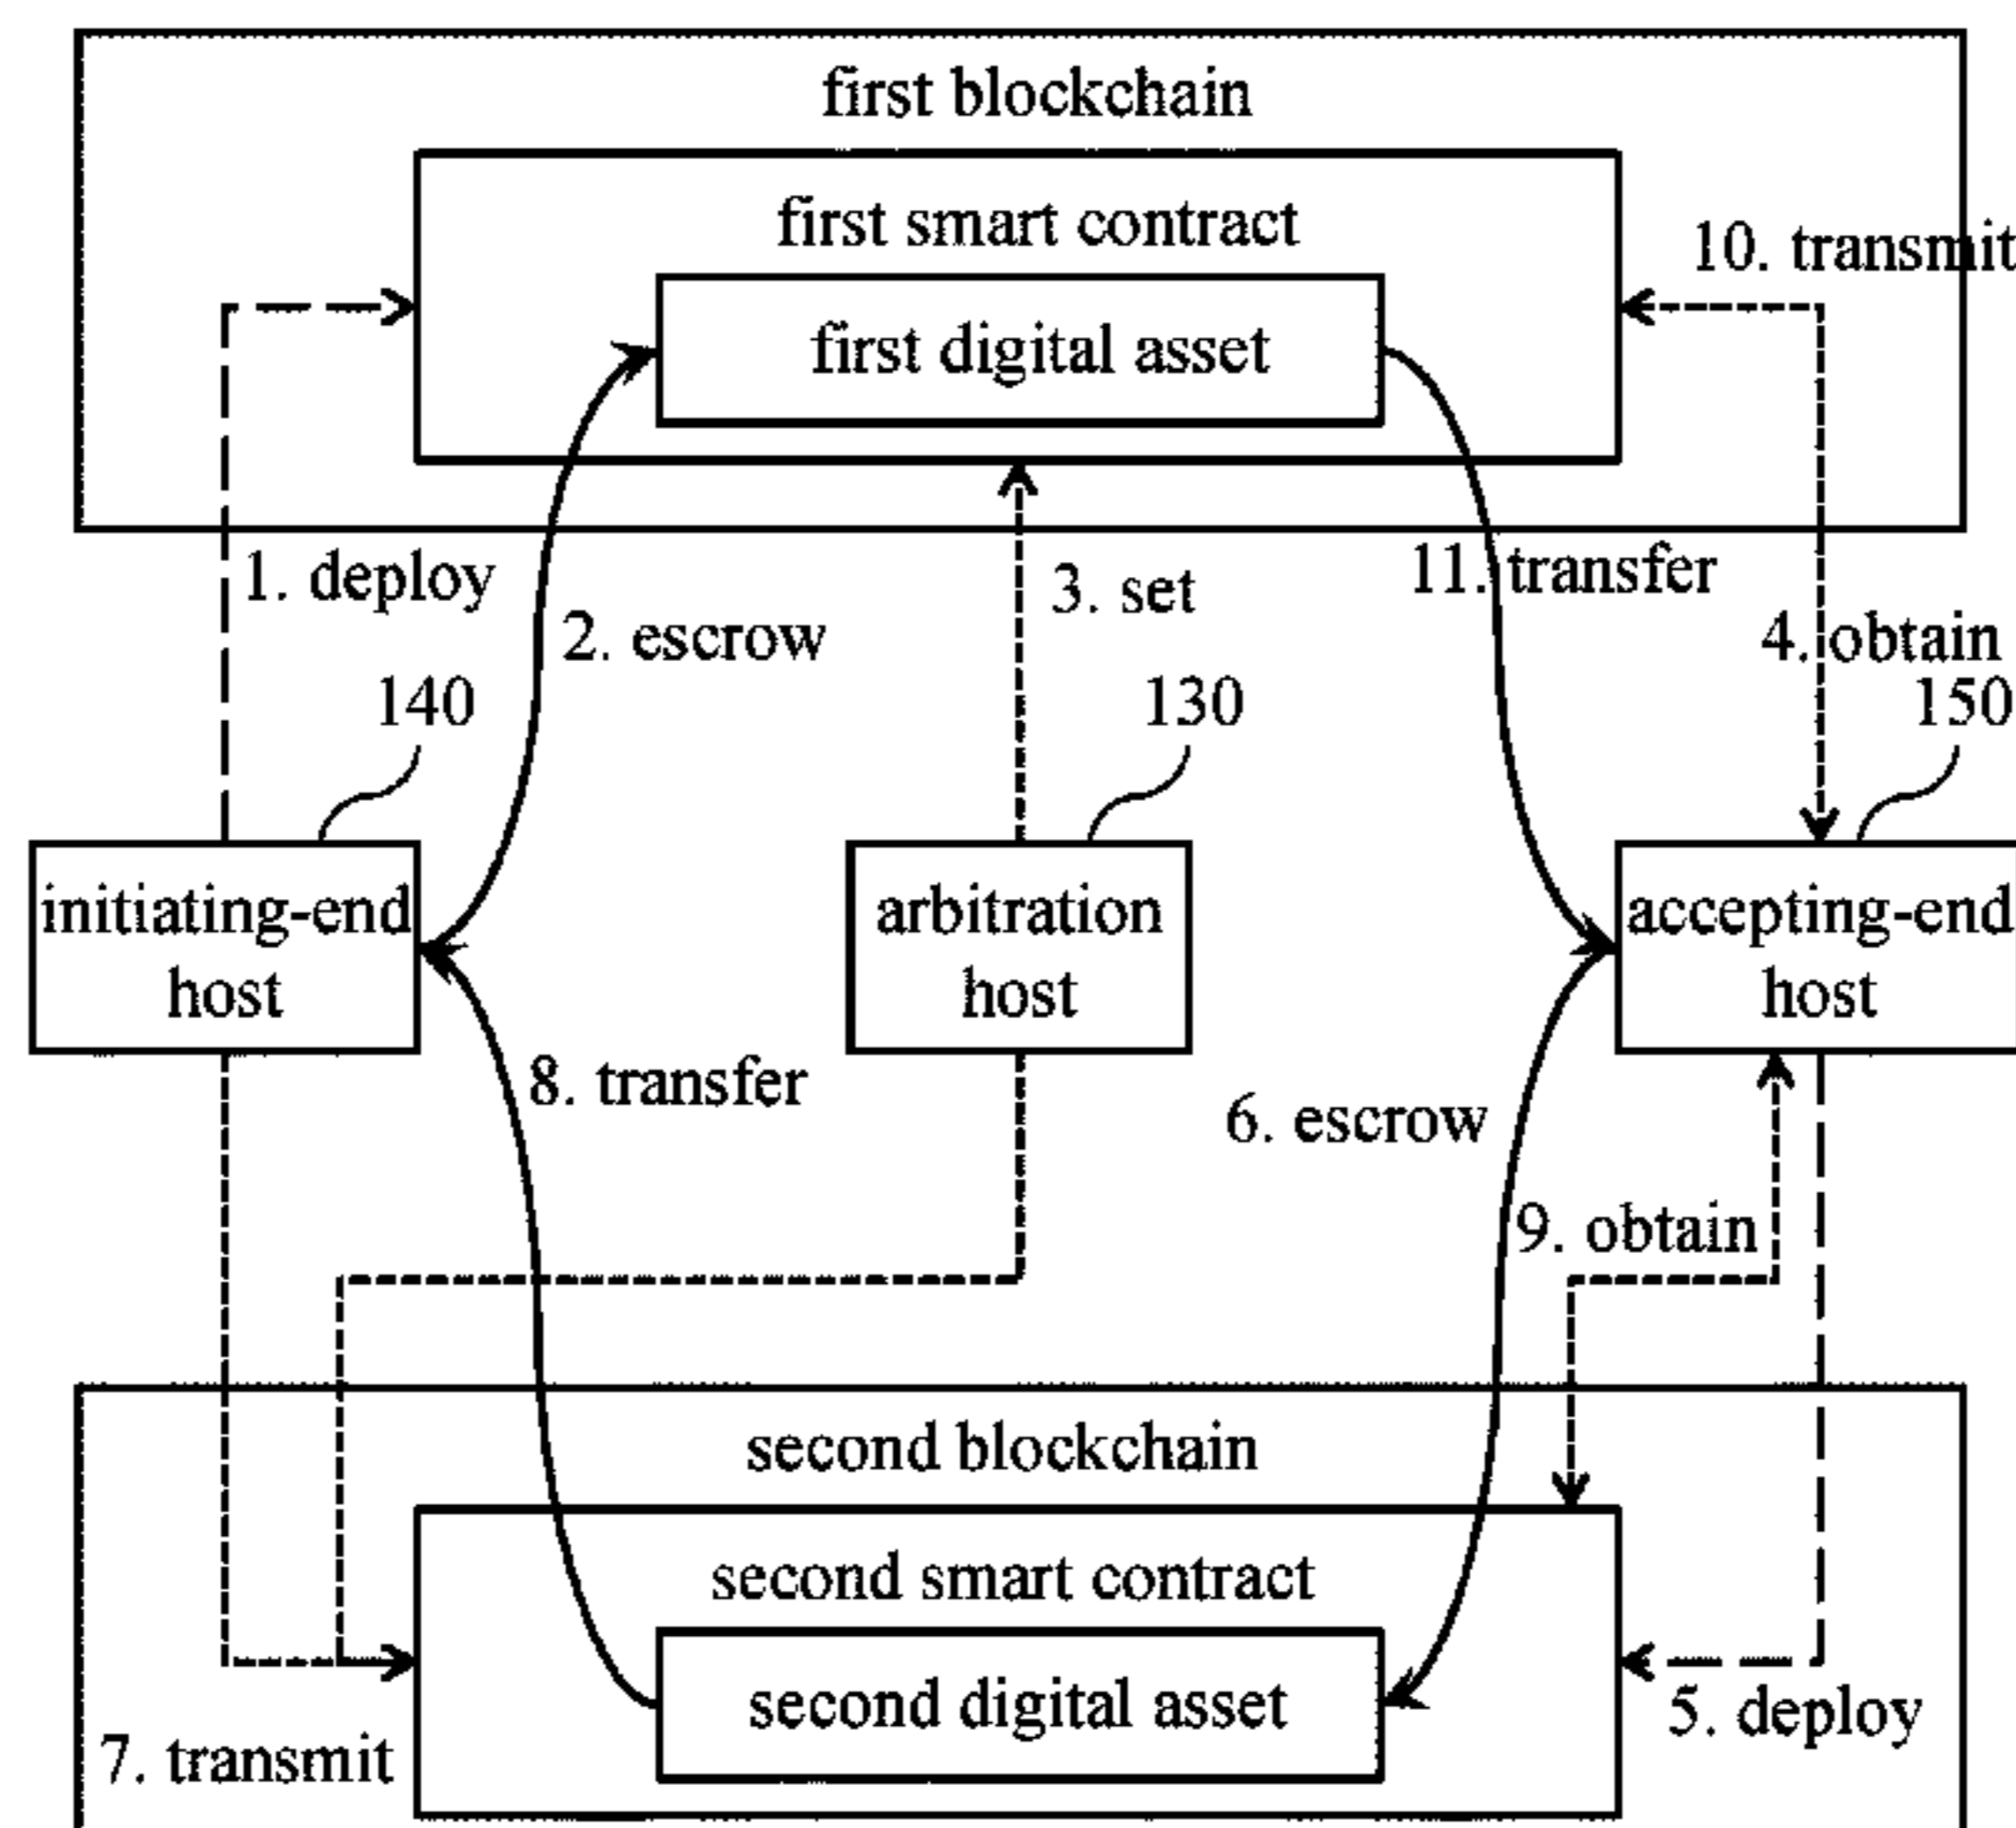 first blockchain
first smart contract
10. transmit
first digital asset
1. deploy
11. transfer
3. set
2. escrow
4. obtain
140
130
150
initiating-end
host
arbitration
host
accepting-end
host
8. transfer
6. escrow
9. obtain
second blockchain
second smart contract
second digital asset
5. deploy
7. transmit